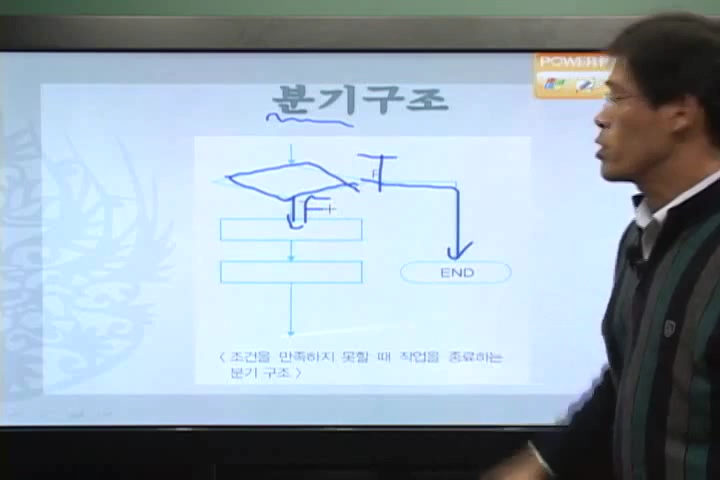 분기구조
T
F
END
< 조건을 만족하지 못할 때 작업을 종료하는
분기 구조 >